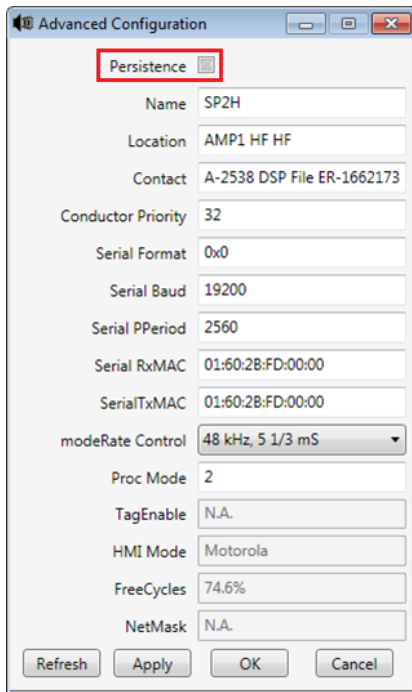 Advanced Configuration
Persistence
Name SP2H
Location AMP1 HF HF
Contact A-2538 DSP File ER-1662173
Conductor Priority 32
Serial Format 0x0
Serial Baud 19200
Serial PPeriod 2560
Serial RxMAC 01:60:2B:FD:00:00
SerialTxMAC 01:60:2B:FD:00:00
modeRate Control 48 kHz, 5 1/3 mS
Proc Mode 2
TagEnable N.A.
HMI Mode Motorola
FreeCycles 74.6%
NetMask N.A.
Refresh Apply OK Cancel